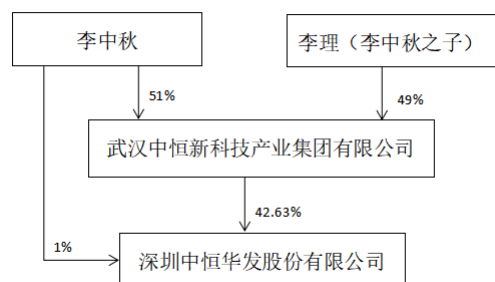 李中秋
李理（李中秋之子）
51%
49%
武汉中恒新科技产业集团有限公司
42.63%
1%
深圳中恒华发股份有限公司